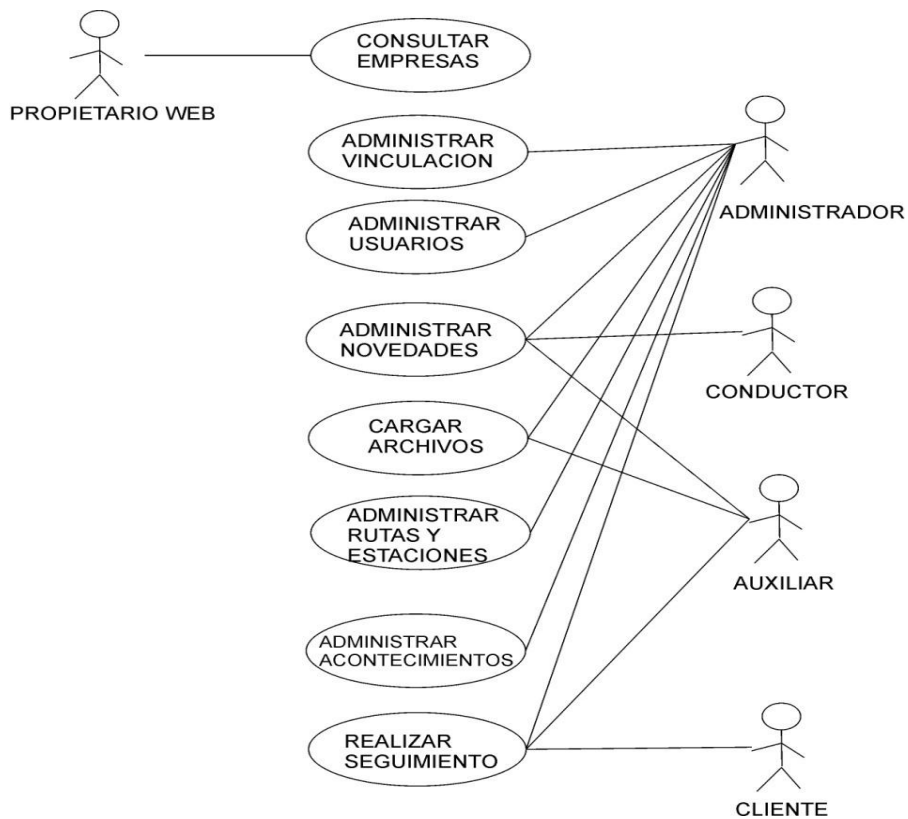 CONSULTAR
EMPRESAS
PROPIETARIO WEB
ADMINISTRAR
VINCULACION
ADMINISTRADOR
ADMINISTRAR
USUARIOS
ADMINISTRAR
NOVEDADES
CONDUCTOR
CARGAR
ARCHIVOS
ADMINISTRAR
RUTAS Y
ESTACIONES
AUXILIAR
ADMINISTRAR
ACONTECIMIENTOS
REALIZAR
SEGUIMIENTO
CLIENTE